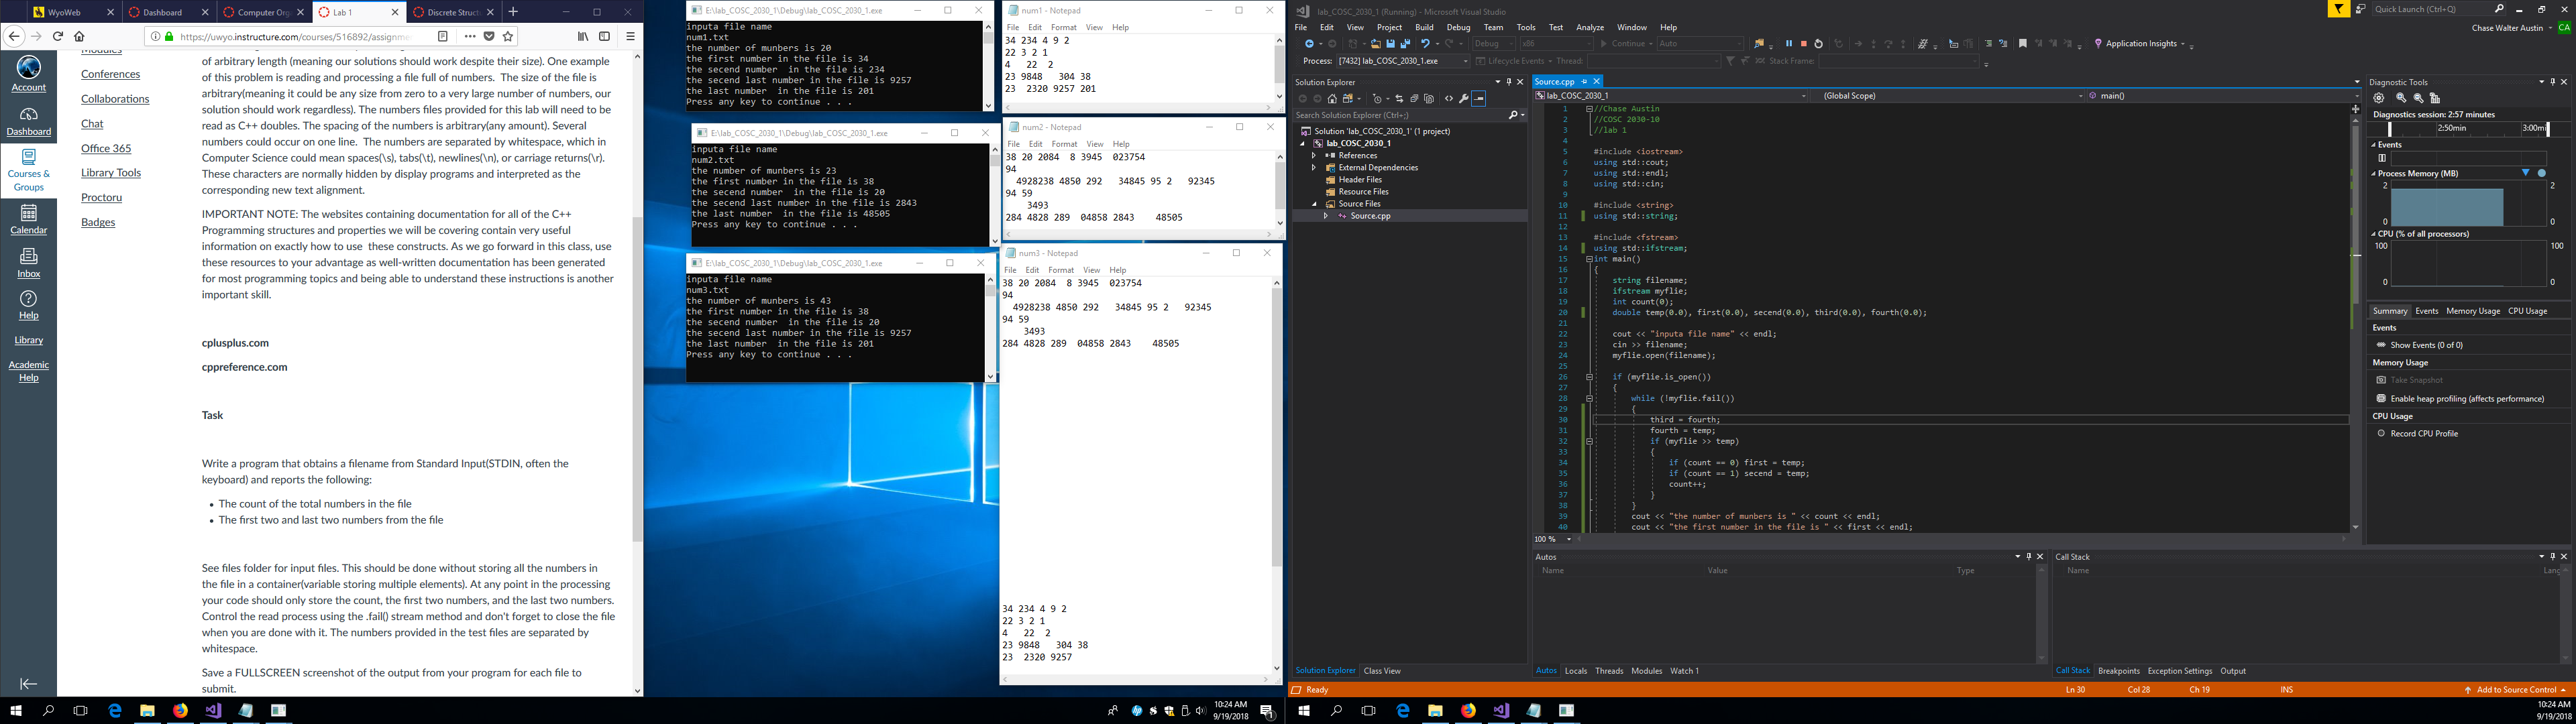 WyoWeb
Dashboard
Computer Org
Lab 1
Discrete Struct
https://uwyo.instructure.com/courses/516892/assignme
Account
Dashboard
Courses &
Groups
Calendar
Inbox
Help
Library
Academic
Help
Modules
Conferences
Collaborations
Chat
Office 365
Library Tools
Proctoru
Badges
of arbitrary length (meaning our solutions should work despite their size). One example
of this problem is reading and processing a file full of numbers.  The size of the file is
arbitrary(meaning it could be any size from zero to a very large number of numbers, our
solution should work regardless). The numbers files provided for this lab will need to be
read as C++ doubles. The spacing of the numbers is arbitrary(any amount). Several
numbers could occur on one line.  The numbers are separated by whitespace, which in
Computer Science could mean spaces(\s), tabs(\t), newlines(\n), or carriage returns(\r).
These characters are normally hidden by display programs and interpreted as the
corresponding new text alignment.
IMPORTANT NOTE: The websites containing documentation for all of the C++
Programming structures and properties we will be covering contain very useful
information on exactly how to use  these constructs. As we go forward in this class, use
these resources to your advantage as well-written documentation has been generated
for most programming topics and being able to understand these instructions is another
important skill.
cplusplus.com
cppreference.com
Task
Write a program that obtains a filename from Standard Input(STDIN, often the
keyboard) and reports the following:
• The count of the total numbers in the file
• The first two and last two numbers from the file
See files folder for input files. This should be done without storing all the numbers in
the file in a container(variable storing multiple elements). At any point in the processing
your code should only store the count, the first two numbers, and the last two numbers.
Control the read process using the .fail() stream method and don't forget to close the file
when you are done with it. The numbers provided in the test files are separated by
whitespace.
Save a FULLSCREEN screenshot of the output from your program for each file to
submit.
E:\lab_COSC_2030_1\Debug\lab_COSC_2030_1.exe
inputa file name
num1.txt
the number of munbers is 20
the first number in the file is 34
the secend number  in the file is 234
the secend last number in the file is 9257
the last number  in the file is 201
Press any key to continue . . .
E:\lab_COSC_2030_1\Debug\lab_COSC_2030_1.exe
inputa file name
num2.txt
the number of munbers is 23
the first number in the file is 38
the secend number  in the file is 20
the secend last number in the file is 2843
the last number  in the file is 48505
Press any key to continue . . .
E:\lab_COSC_2030_1\Debug\lab_COSC_2030_1.exe
inputa file name
num3.txt
the number of munbers is 43
the first number in the file is 38
the secend number  in the file is 20
the secend last number in the file is 9257
the last number  in the file is 201
Press any key to continue . . .
num1 - Notepad
File Edit Format View Help
34 234 4 9 2
22 3 2 1
4   22  2
23 9848   304 38
23  2320 9257 201
num2 - Notepad
File Edit Format View Help
38 20 2084  8 3945  023754
94
4928238 4850 292   34845 95 2   92345
94 59
3493
284 4828 289  04858 2843    48505
num3 - Notepad
File Edit Format View Help
38 20 2084  8 3945  023754
94
4928238 4850 292   34845 95 2   92345
94 59
3493
284 4828 289  04858 2843    48505
34 234 4 9 2
22 3 2 1
4   22  2
23 9848   304 38
23  2320 9257
10:24 AM
9/19/2018
lab_COSC_2030_1 (Running) - Microsoft Visual Studio
Quick Launch (Ctrl+Q)
File Edit View Project Build Debug Team Tools Test Analyze Window Help
Chase Walter Austin CA
Debug x86 Continue Auto Application Insights
Process: [7432] lab_COSC_2030_1.exe Lifecycle Events Thread: Stack Frame:
Solution Explorer
Search Solution Explorer (Ctrl+;)
Solution 'lab_COSC_2030_1' (1 project)
lab_COSC_2030_1
References
External Dependencies
Header Files
Resource Files
Source Files
Source.cpp
Solution Explorer Class View
Source.cpp
lab_COSC_2030_1 (Global Scope) main()
1 //Chase Austin
2 //COSC 2030-10
3 //lab 1
4
5 #include <iostream>
6 using std::cout;
7 using std::endl;
8 using std::cin;
9
10 #include <string>
11 using std::string;
12
13 #include <fstream>
14 using std::ifstream;
15 int main()
16 {
17 string filename;
18 ifstream myflie;
19 int count(0);
20 double temp(0.0), first(0.0), secend(0.0), third(0.0), fourth(0.0);
21
22 cout << "inputa file name" << endl;
23 cin >> filename;
24 myflie.open(filename);
25
26 if (myflie.is_open())
27 {
28 while (!myflie.fail())
29 {
30 third = fourth;
31 fourth = temp;
32 if (myflie >> temp)
33 {
34 if (count == 0) first = temp;
35 if (count == 1) secend = temp;
36 count++;
37 }
38 }
39 cout << "the number of munbers is " << count << endl;
40 cout << "the first number in the file is " << first << endl;
100 %
Autos
Name Value Type
Autos Locals Threads Modules Watch 1
Call Stack
Name Lang
Call Stack Breakpoints Exception Settings Output
Diagnostic Tools
Diagnostics session: 2:57 minutes
2:50min 3:00mi
Events
Process Memory (MB)
2 2
0 0
CPU (% of all processors)
100 100
0 0
Summary Events Memory Usage CPU Usage
Events
Show Events (0 of 0)
Memory Usage
Take Snapshot
Enable heap profiling (affects performance)
CPU Usage
Record CPU Profile
Ready Ln 30 Col 28 Ch 19 INS Add to Source Control
10:24 AM
9/19/2018